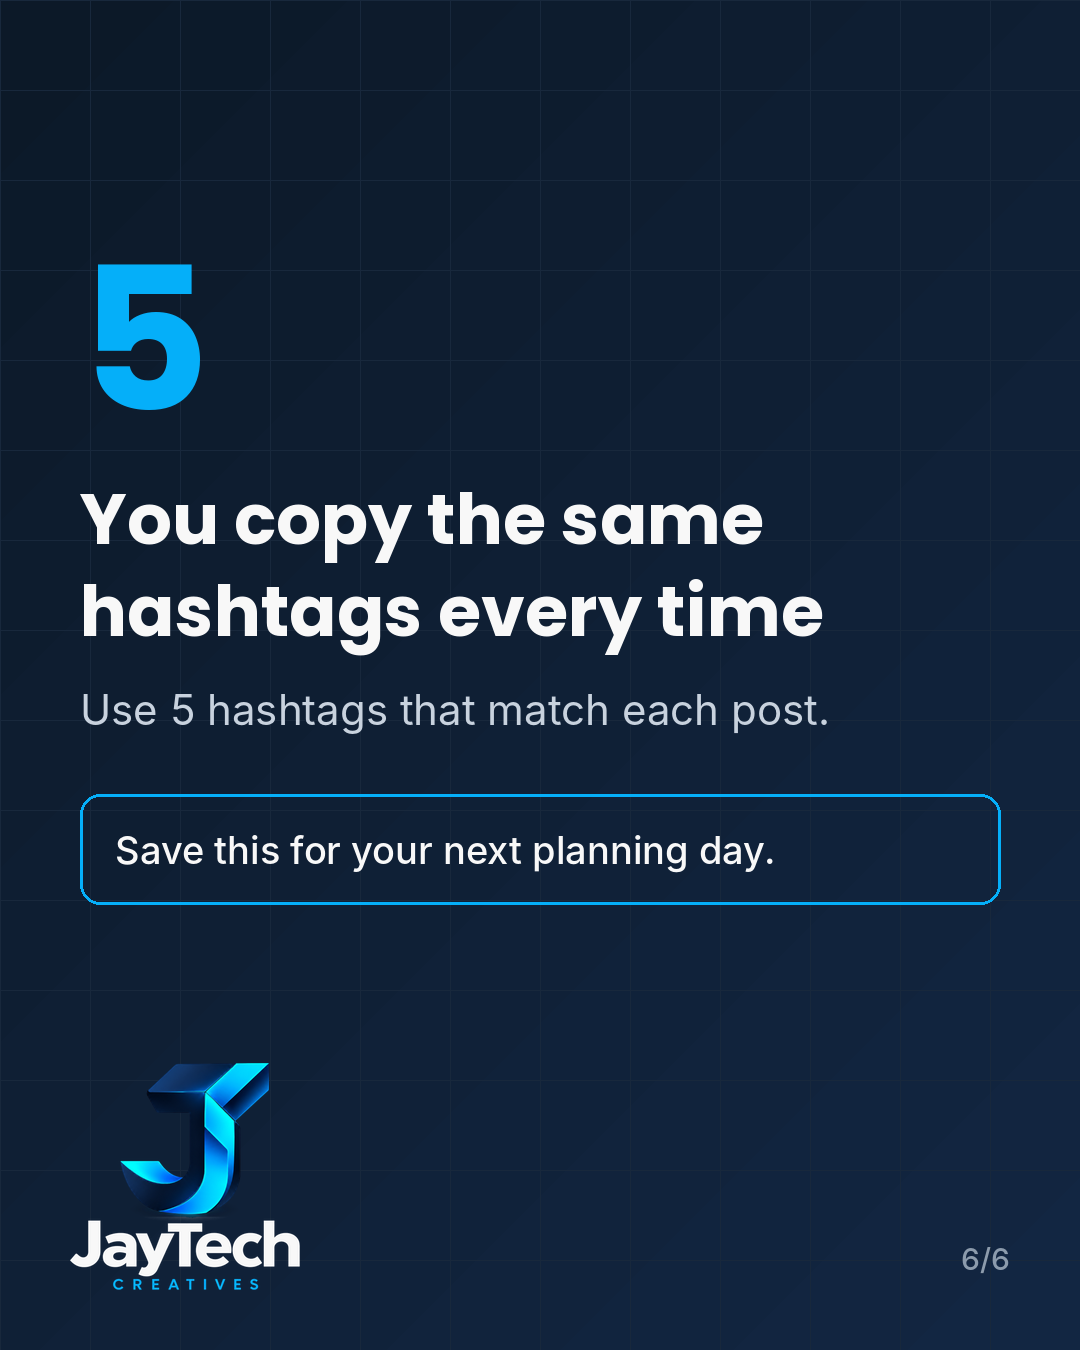 5
You copy the same
hashtags every time
Use 5 hashtags that match each post.
Save this for your next planning day.
JayTech
CREATIVES
6/6